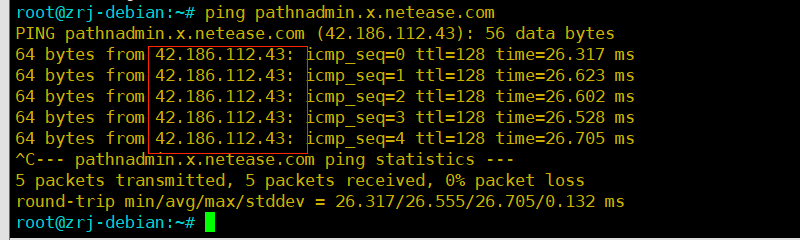 root@zrj-debian:~# ping pathnadmin.x.netease.com
PING pathnadmin.x.netease.com (42.186.112.43): 56 data bytes
64 bytes from 42.186.112.43: icmp_seq=0 ttl=128 time=26.317 ms
64 bytes from 42.186.112.43: icmp_seq=1 ttl=128 time=26.623 ms
64 bytes from 42.186.112.43: icmp_seq=2 ttl=128 time=26.602 ms
64 bytes from 42.186.112.43: icmp_seq=3 ttl=128 time=26.528 ms
64 bytes from 42.186.112.43: icmp_seq=4 ttl=128 time=26.705 ms
^C--- pathnadmin.x.netease.com ping statistics ---
5 packets transmitted, 5 packets received, 0% packet loss
round-trip min/avg/max/stddev = 26.317/26.555/26.705/0.132 ms
root@zrj-debian:~#